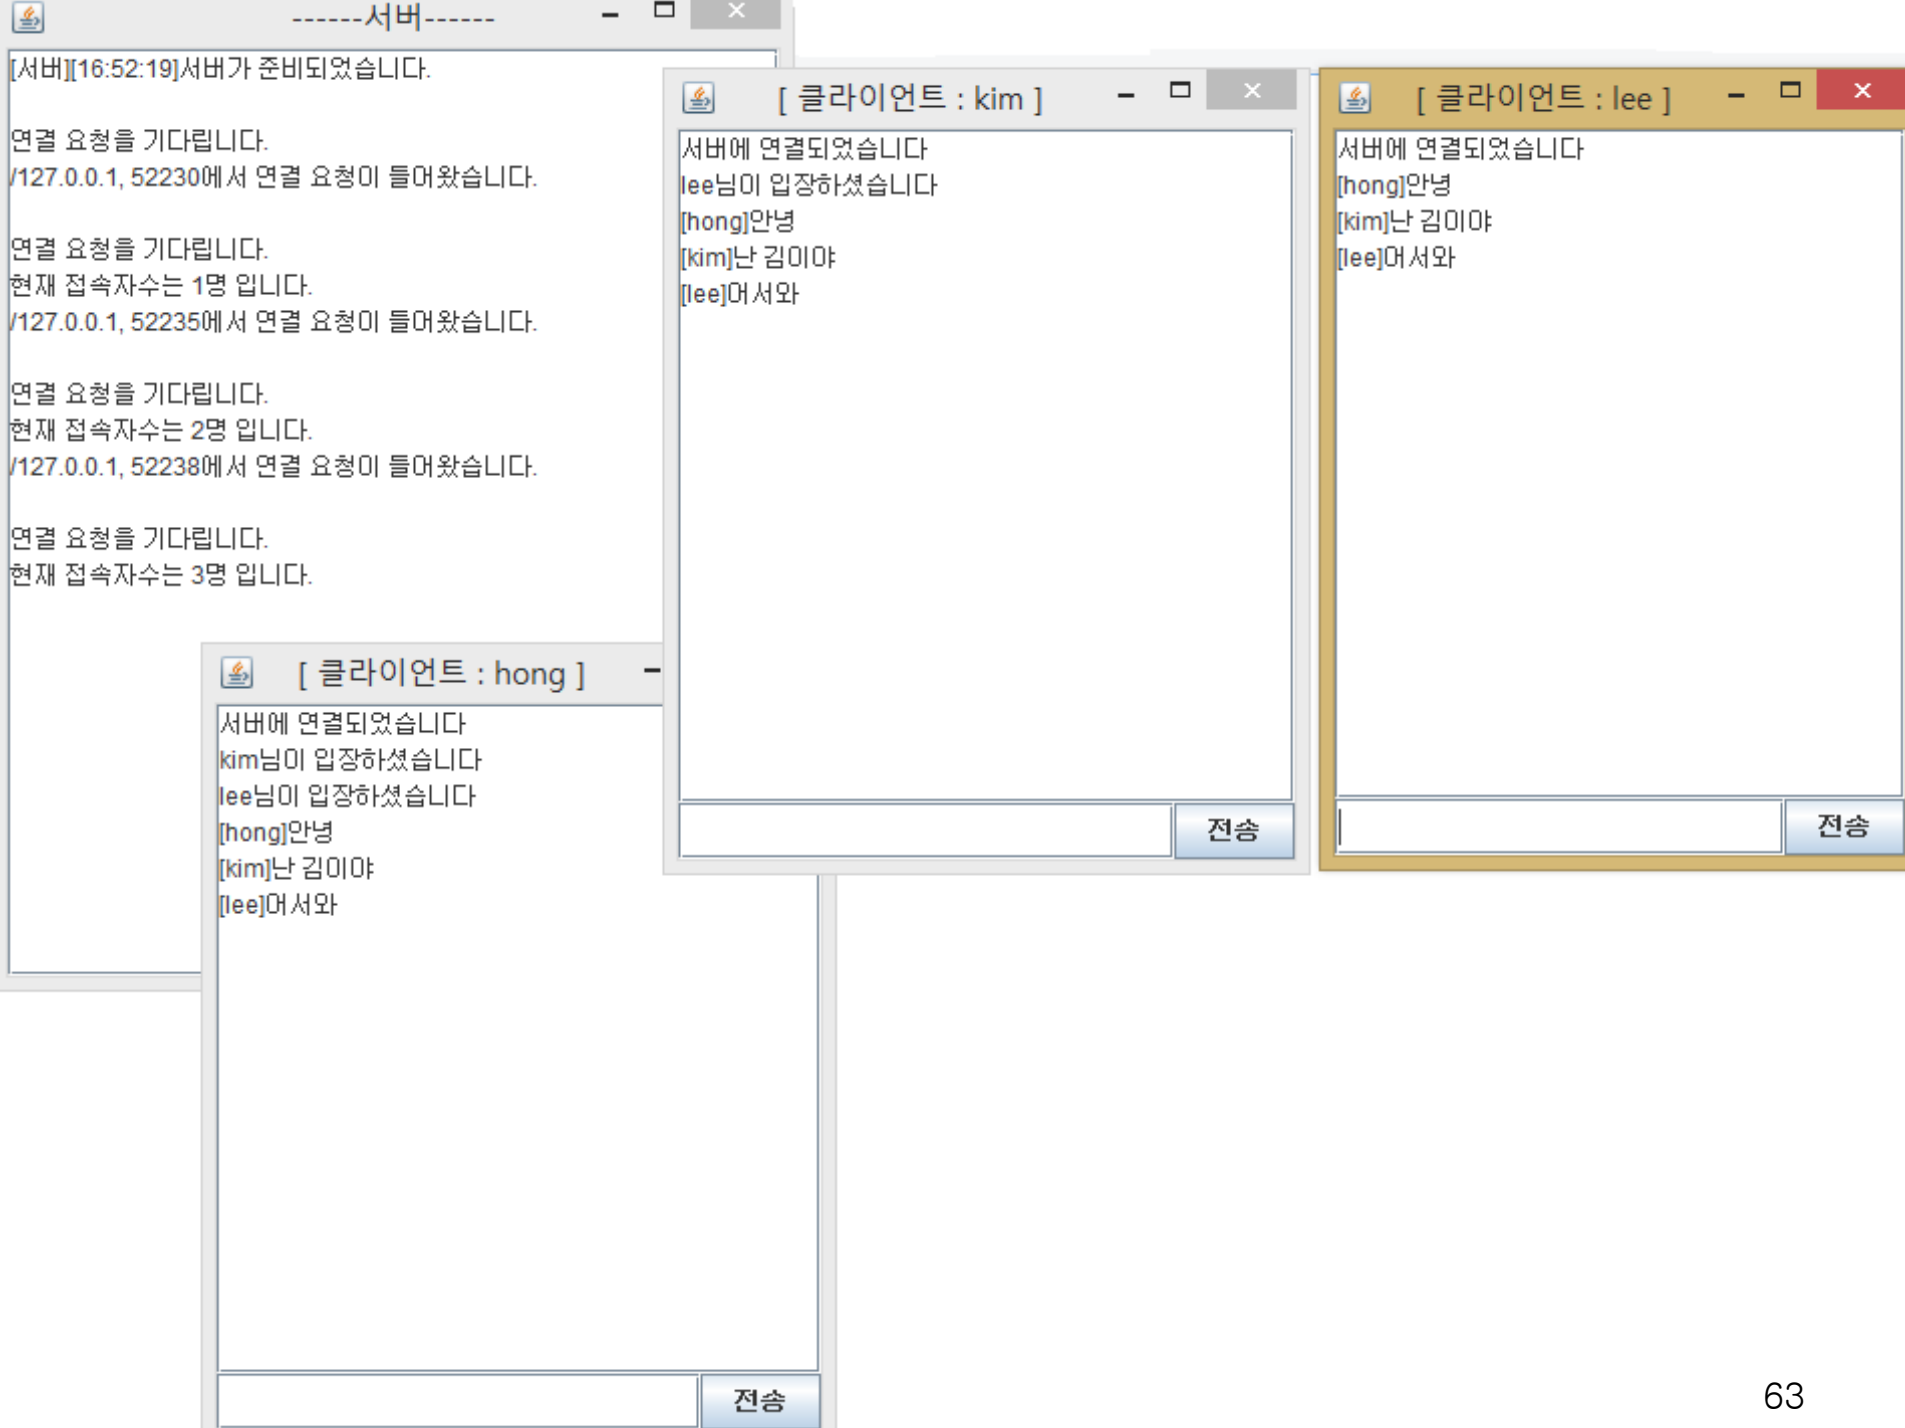 ------서버------
[서버][16:52:19]서버가 준비되었습니다.
연결 요청을 기다립니다.
/127.0.0.1, 52230에서 연결 요청이 들어왔습니다.
연결 요청을 기다립니다.
현재 접속자수는 1명 입니다.
/127.0.0.1, 52235에서 연결 요청이 들어왔습니다.
연결 요청을 기다립니다.
현재 접속자수는 2명 입니다.
/127.0.0.1, 52238에서 연결 요청이 들어왔습니다.
연결 요청을 기다립니다.
현재 접속자수는 3명 입니다.
[ 클라이언트 : kim ]
서버에 연결되었습니다
lee님이 입장하셨습니다
[hong]안녕
[kim]난 김이야
[lee]어서와
전송
[ 클라이언트 : lee ]
서버에 연결되었습니다
[hong]안녕
[kim]난 김이야
[lee]어서와
전송
[ 클라이언트 : hong ]
서버에 연결되었습니다
kim님이 입장하셨습니다
lee님이 입장하셨습니다
[hong]안녕
[kim]난 김이야
[lee]어서와
전송
63